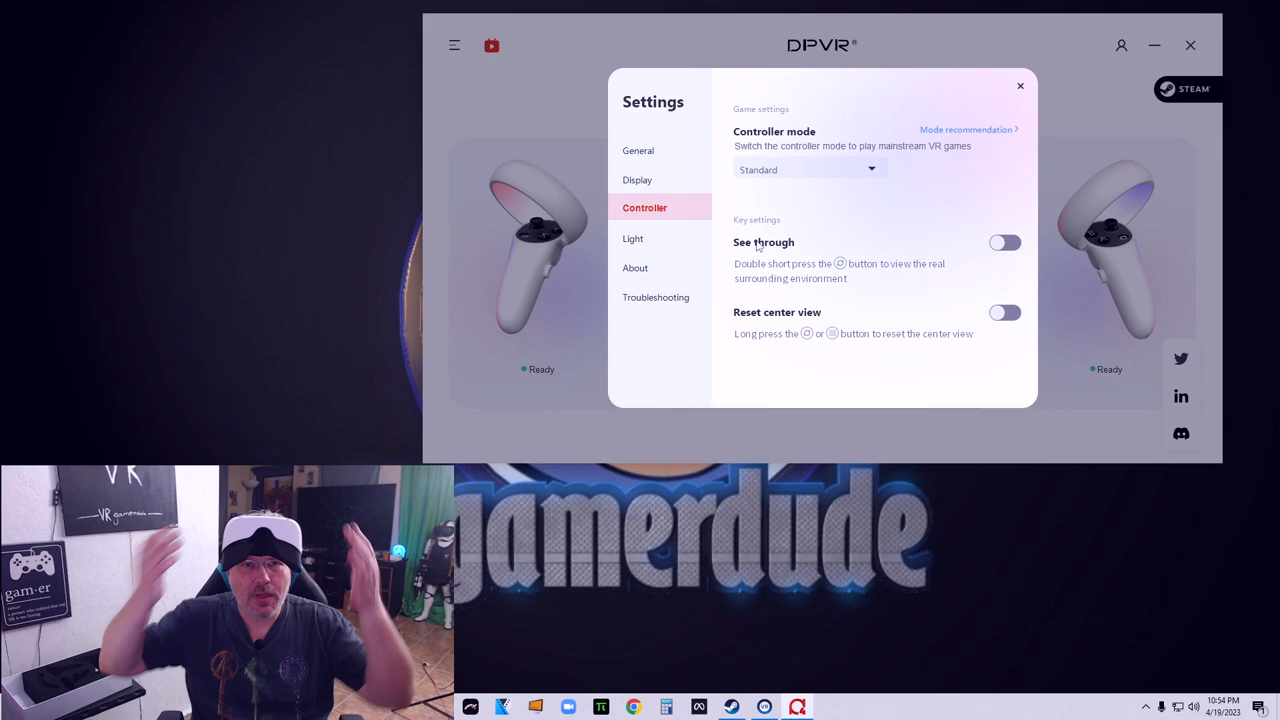 DPVR®
STEAM
Settings
General
Display
Controller
Light
About
Troubleshooting
Game settings
Controller mode
Mode recommendation
Switch the controller mode to play mainstream VR games
Standard
Key settings
See through
Double short press the button to view the real
surrounding environment
Reset center view
Long press the or button to reset the center view
Ready
Ready
VR
VR gamerdude
gam·er
gamerdude
10:54 PM
4/19/2023